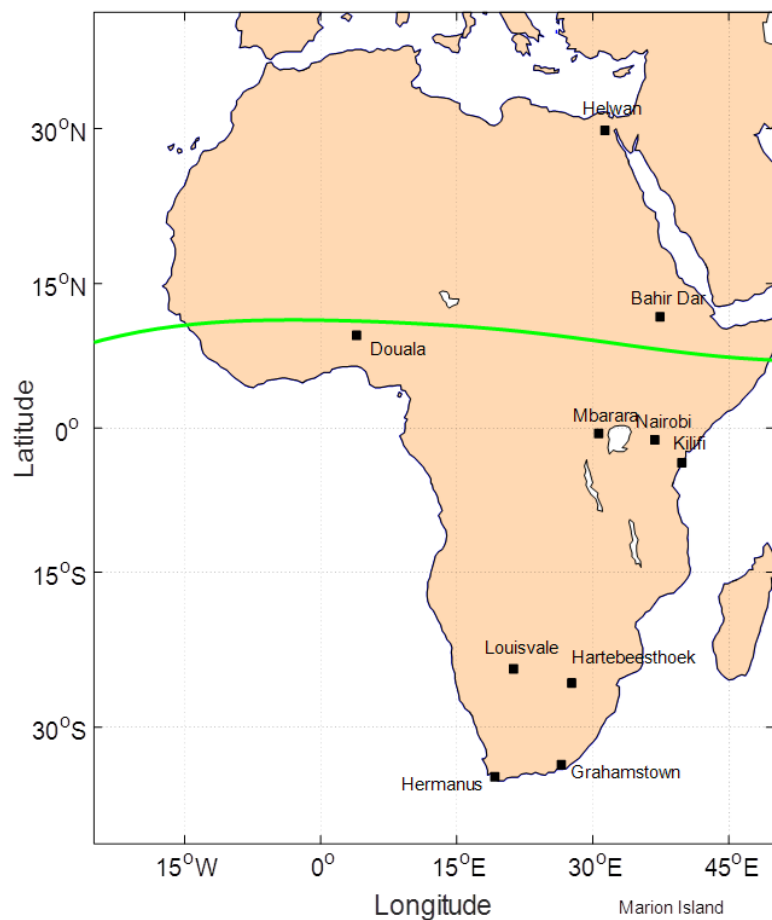 Helwan
30°N
15°N
Bahir Dar
Douala
Mbarara
Nairobi
0°
Kilifi
Latitude
15°S
Louisvale
Hartebeesthoek
30°S
Hermanus
Grahamstown
15°W
0°
15°E
30°E
45°E
Longitude
Marion Island